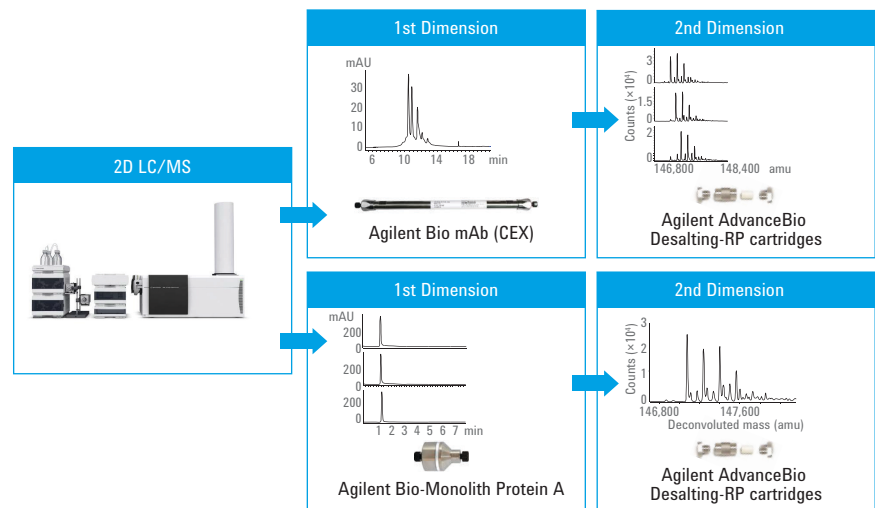 2D LC/MS
1st Dimension
mAU
30
20
10
0
6 10 14 18 min
Agilent Bio mAb (CEX)
2nd Dimension
Counts (×10⁴)
3
0
1.5
0
2
0
146,800 148,400 amu
Agilent AdvanceBio
Desalting-RP cartridges
1st Dimension
mAU
200
0
200
0
200
0
1 2 3 4 5 6 7 min
Agilent Bio-Monolith Protein A
2nd Dimension
Counts (×10⁴)
3
2
1
0
146,800 147,600
Deconvoluted mass (amu)
Agilent AdvanceBio
Desalting-RP cartridges